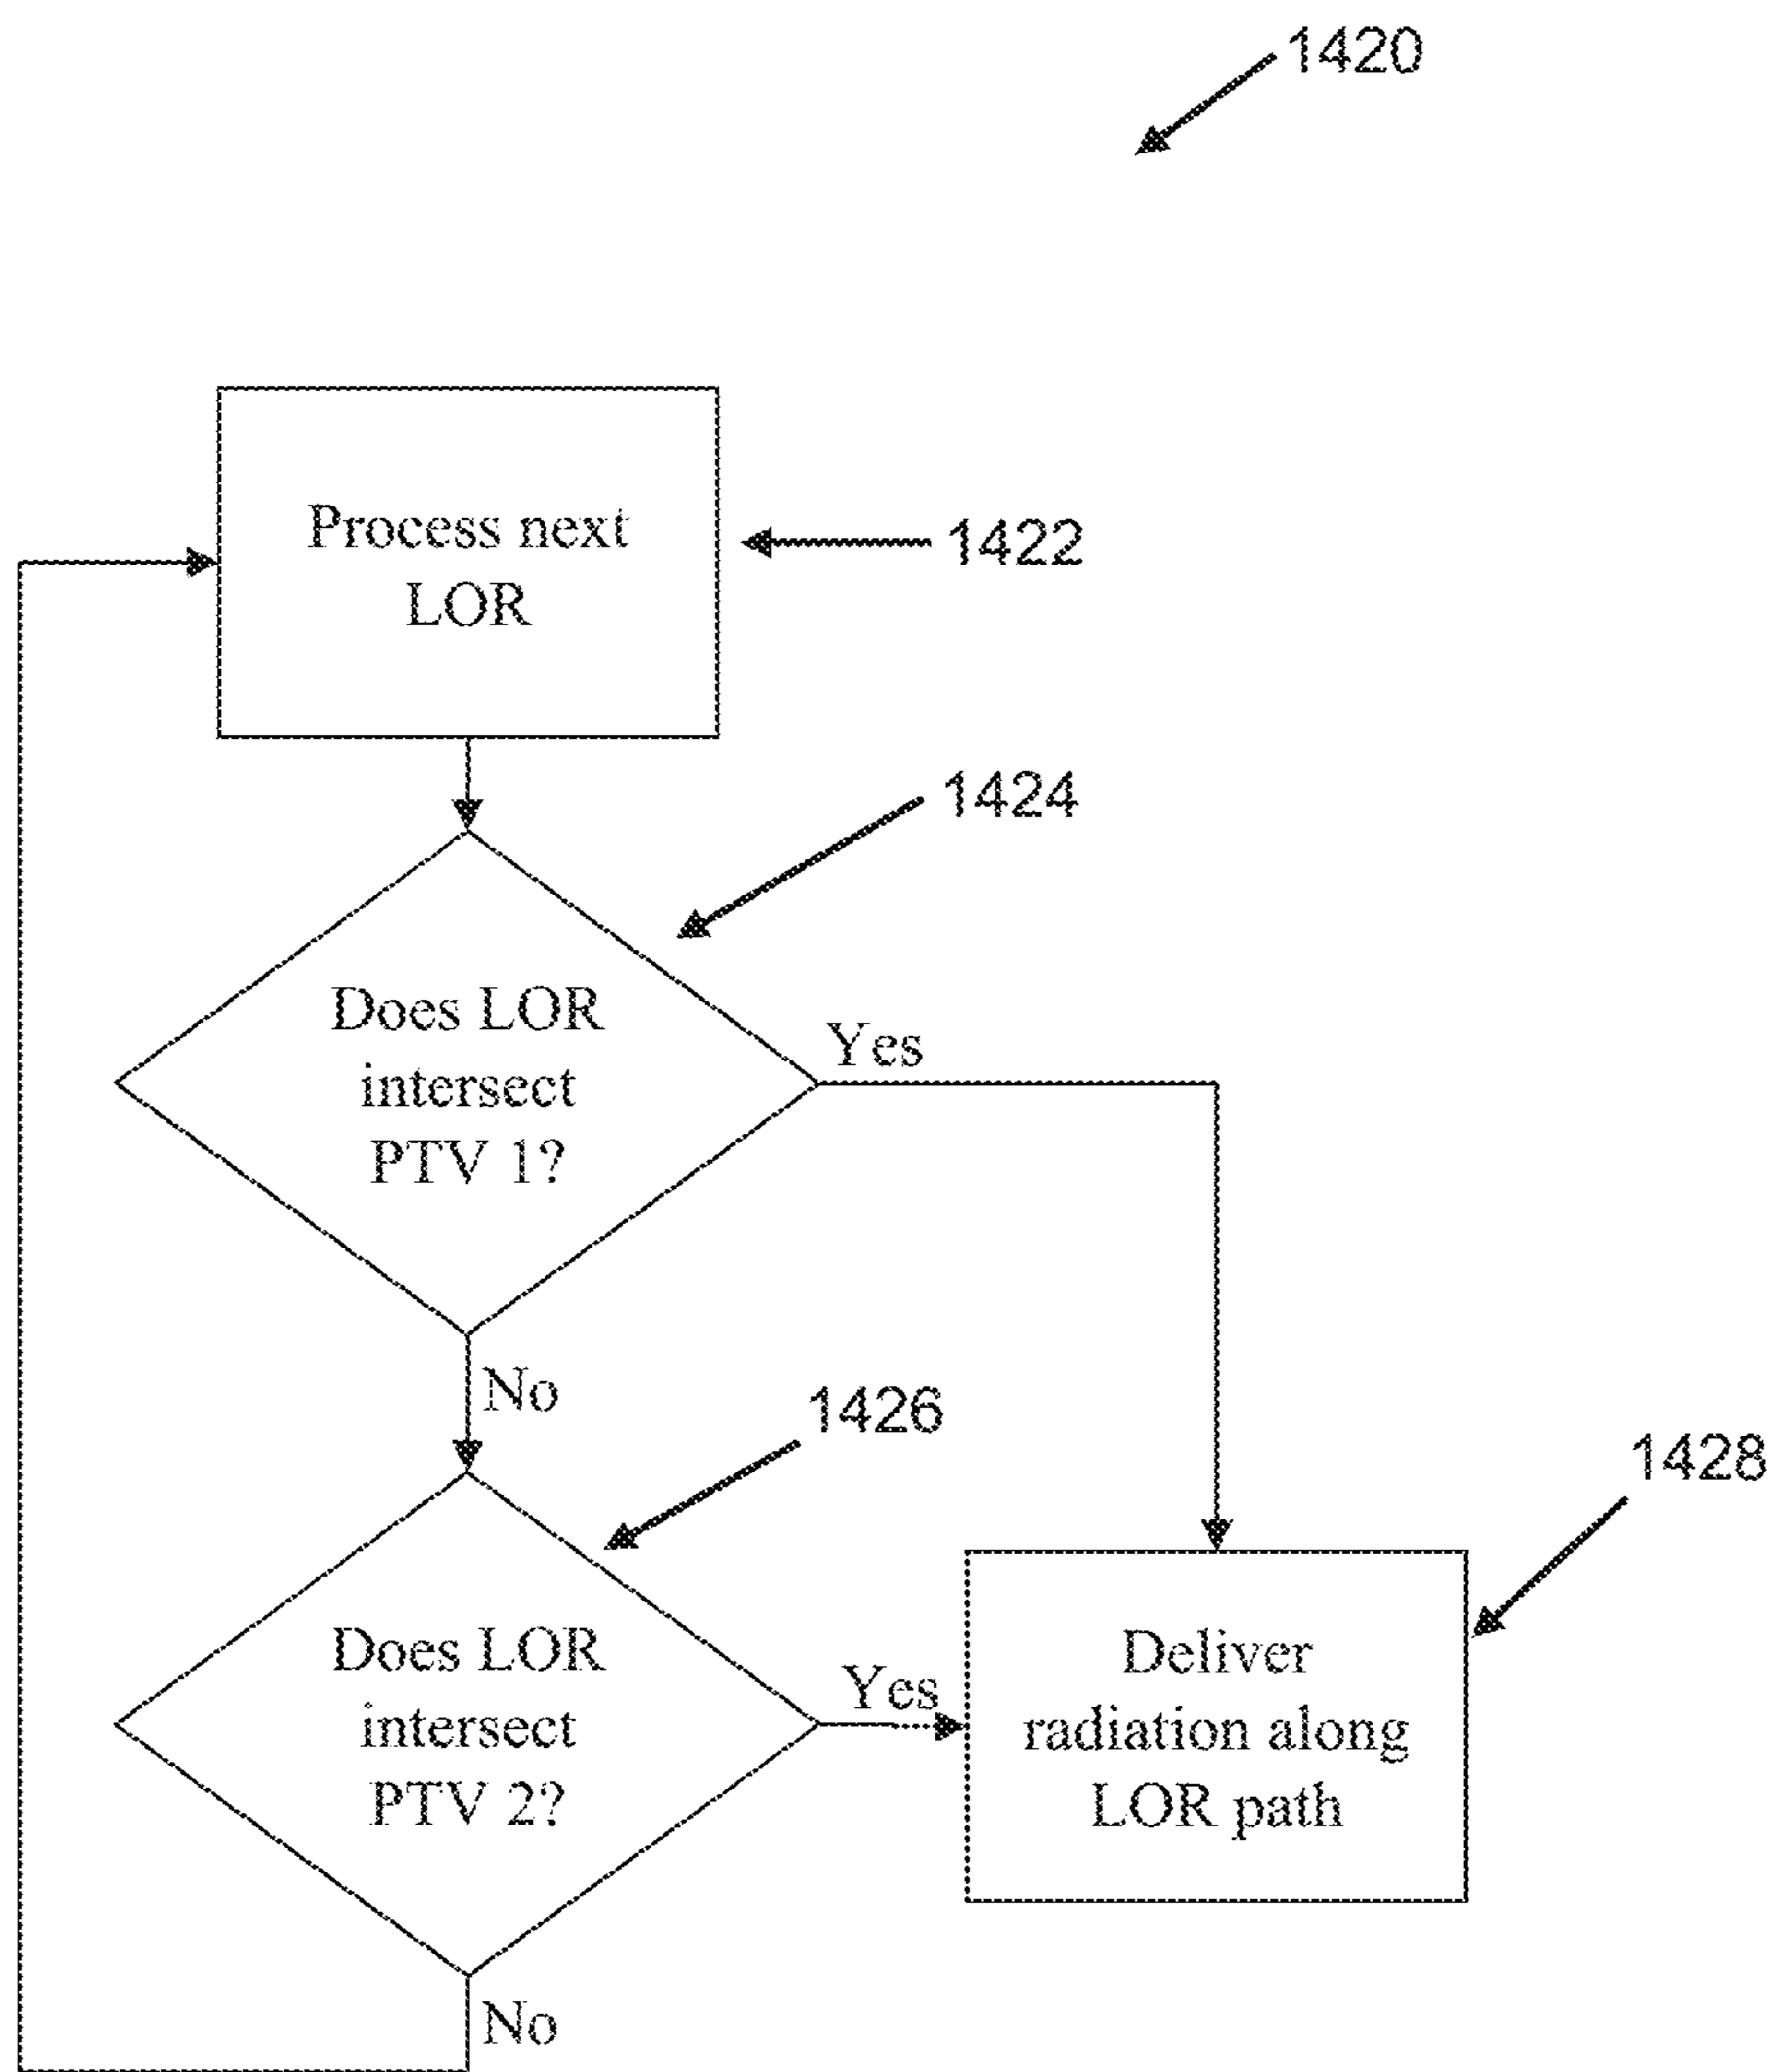 1420
Process next
LOR
1422
1424
Does LOR
intersect
PTV 1?
Yes
No
1426
1428
Does LOR
intersect
PTV 2?
Yes
Deliver
radiation along
LOR path
No